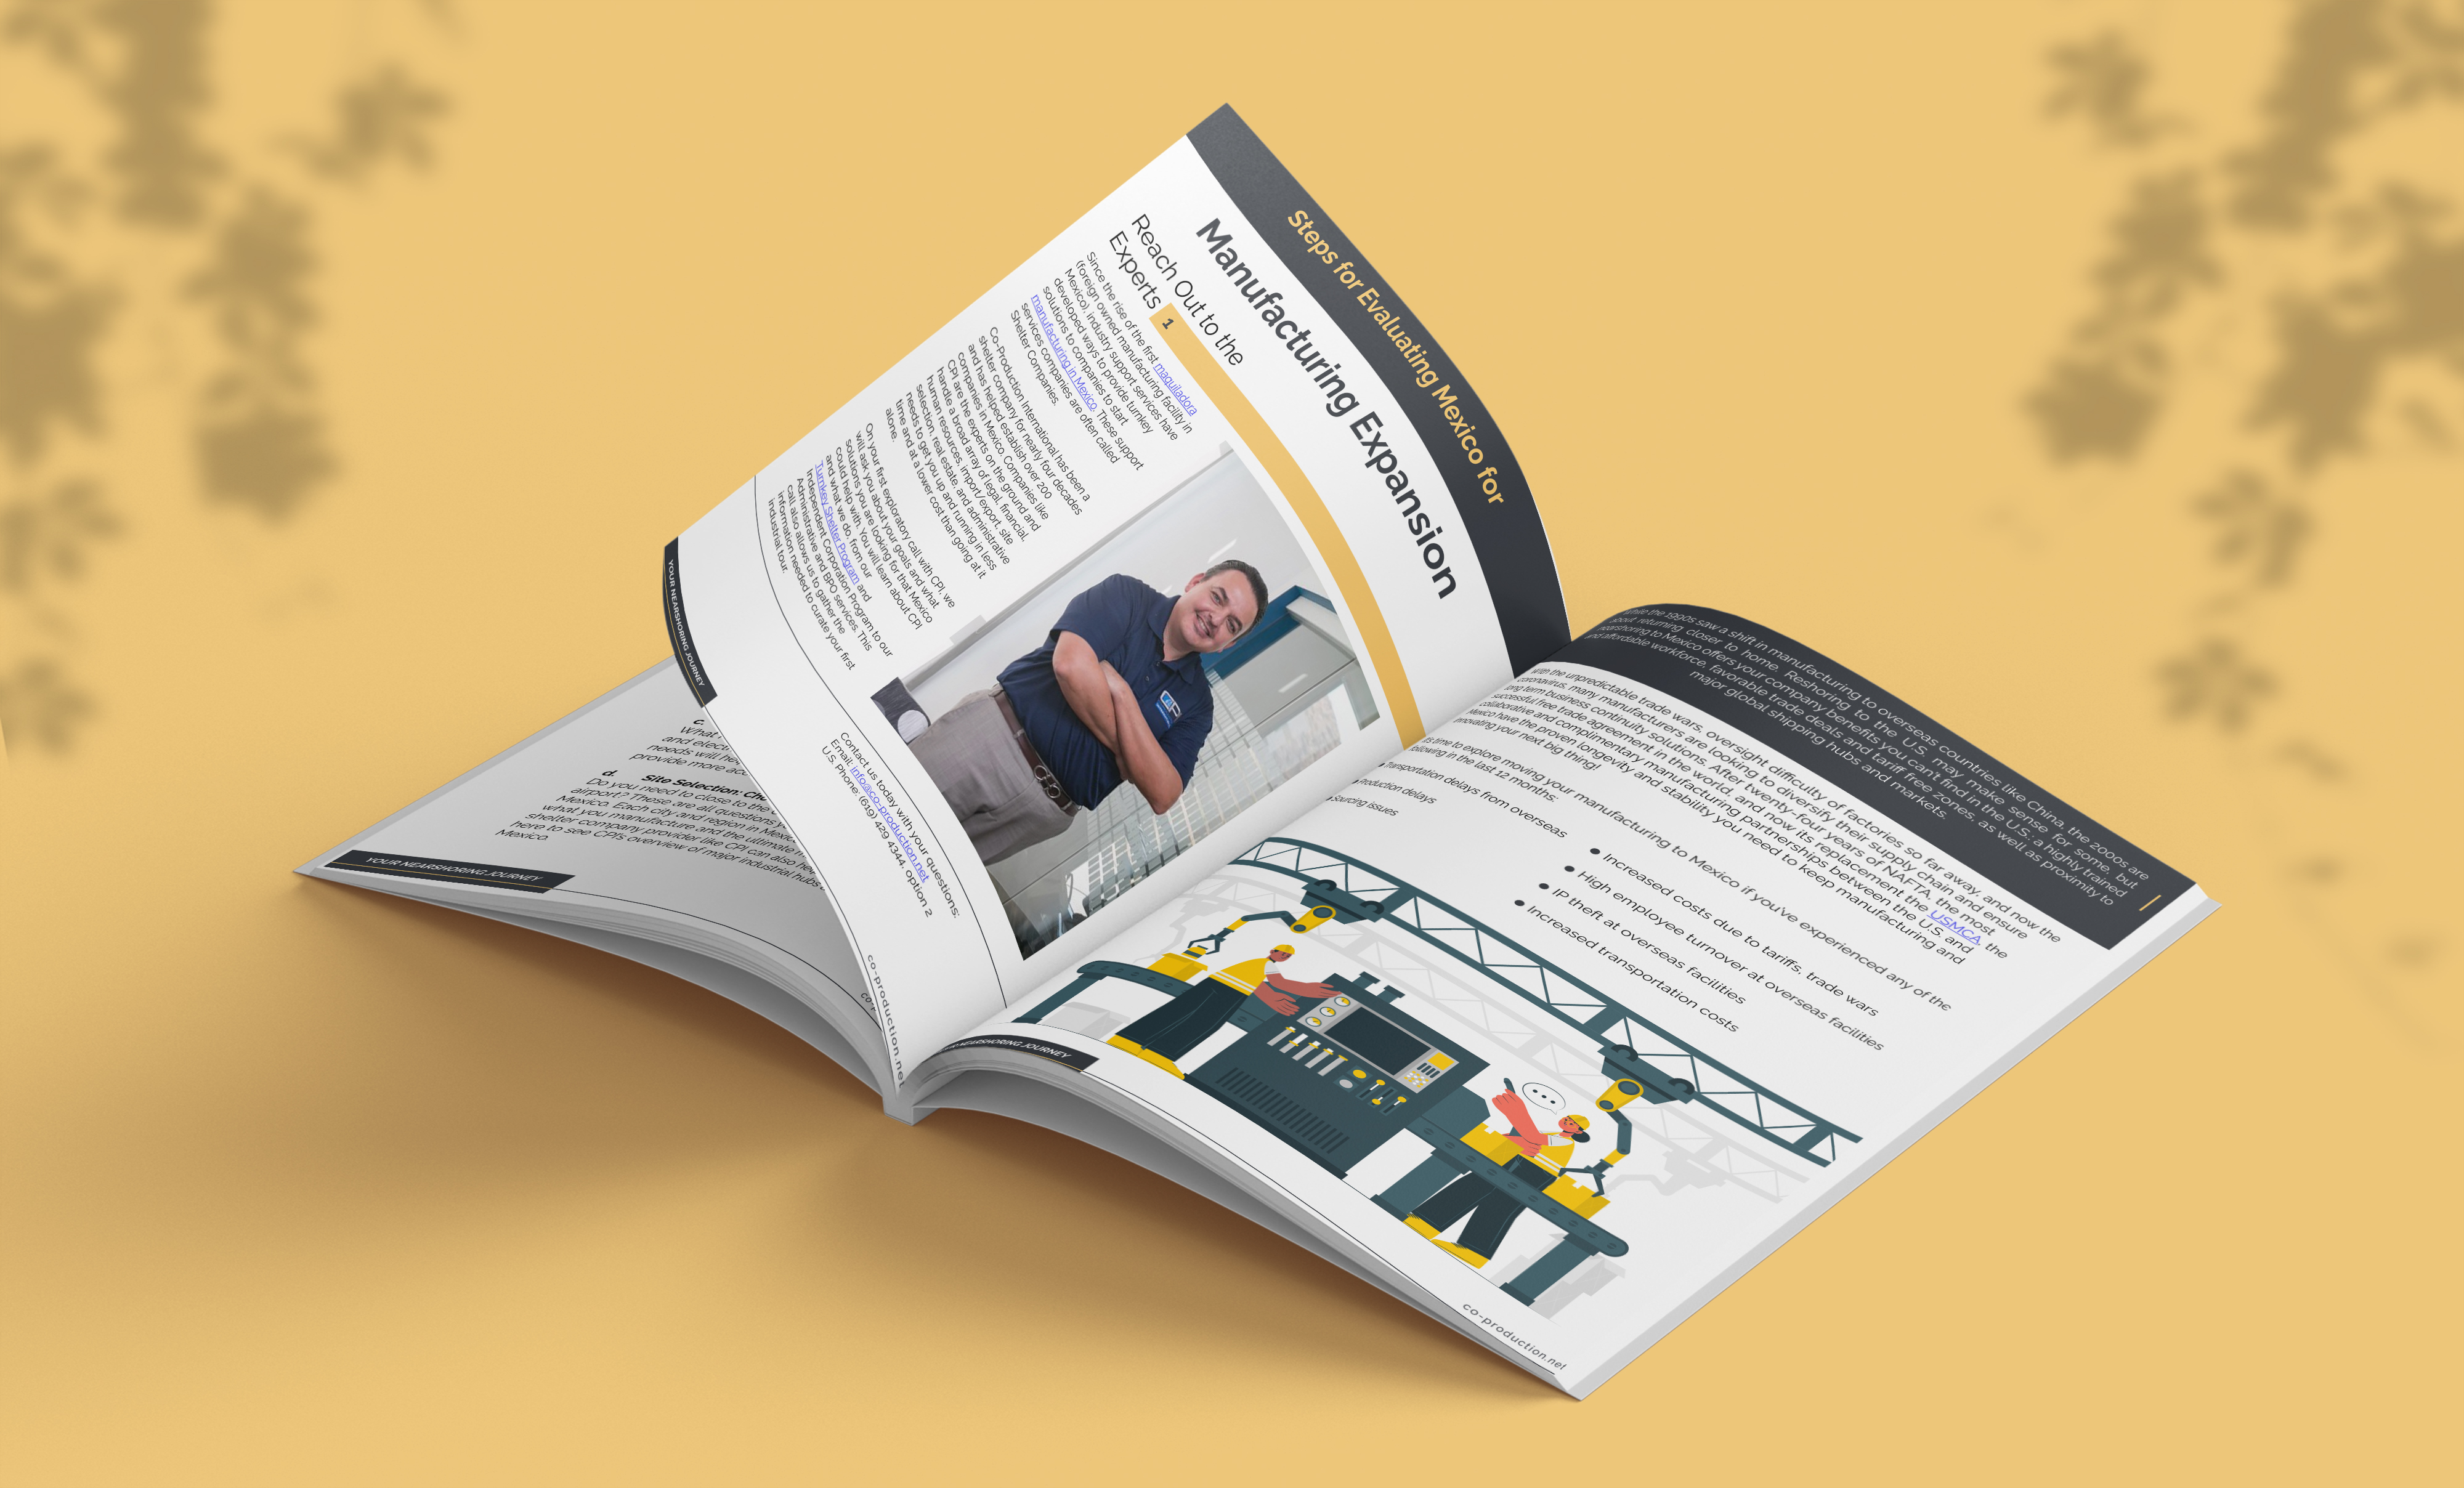 Steps for Evaluating Mexico for
Manufacturing Expansion
Reach Out to the
Experts
1
Since the rise of the first maquiladora
(foreign owned manufacturing facility in
Mexico), industry support services have
developed ways to provide turnkey
solutions to companies to start
manufacturing in Mexico. These support
services companies are often called
Shelter Companies.
Co-Production International has been a
shelter company for nearly four decades
and has helped establish over 200
companies in Mexico. Companies like
CPI are the experts on the ground and
handle a broad array of legal, financial,
human resources, import/export, site
selection, real estate, and administrative
needs to get you up and running in less
time and at a lower cost than going at it
alone.
On your first exploratory call with CPI, we
will ask you about your goals and what
solutions you are looking for that Mexico
could help with. You will learn about CPI
and what we do, from our
Turnkey Shelter Program and
Independent Corporation Program to our
Administrative and BPO services. This
call also allows us to gather the
information needed to curate your first
industrial tour.
Contact us today with your questions:
Email: info@co-production.net
U.S. Phone: (619) 429 4344, option 2
YOUR NEARSHORING JOURNEY
co-production.net
c.
What
and elect
needs will he
provide more acc
d. Site Selection: Cho
Do you need to close to the
airport? These are all questions y
Mexico. Each city and region in Mexic
what you manufacture and the ultimate
shelter company provider like CPI can also he
here to see CPIs overview of major industrial hubs
Mexico.
YOUR NEARSHORING JOURNEY
co-
while the 1990s saw a shift in manufacturing to overseas countries like China, the 2000s are
about returning closer to home. Reshoring to the U.S. may make sense for some, but
nearshoring to Mexico offers your company benefits you can't find in the U.S.: a highly trained
and affordable workforce, favorable trade deals and tariff free zones, as well as proximity to
major global shipping hubs and markets.
With the unpredictable trade wars, oversight difficulty of factories so far away, and now the
coronavirus, many manufacturers are looking to diversify their supply chain and ensure
long term business continuity solutions. After twenty-four years of NAFTA, the most
successful free trade agreement in the world, and now its replacement, the USMCA, the
collaborative and complimentary manufacturing partnerships between the U.S. and
Mexico have the proven longevity and stability you need to keep manufacturing and
innovating your next big thing!
is time to explore moving your manufacturing to Mexico if you've experienced any of the
following in the last 12 months:
Transportation delays from overseas
Production delays
Sourcing issues
• Increased costs due to tariffs, trade wars
• High employee turnover at overseas facilities
• IP theft at overseas facilities
• Increased transportation costs
NEARSHORING JOURNEY
co-production.net